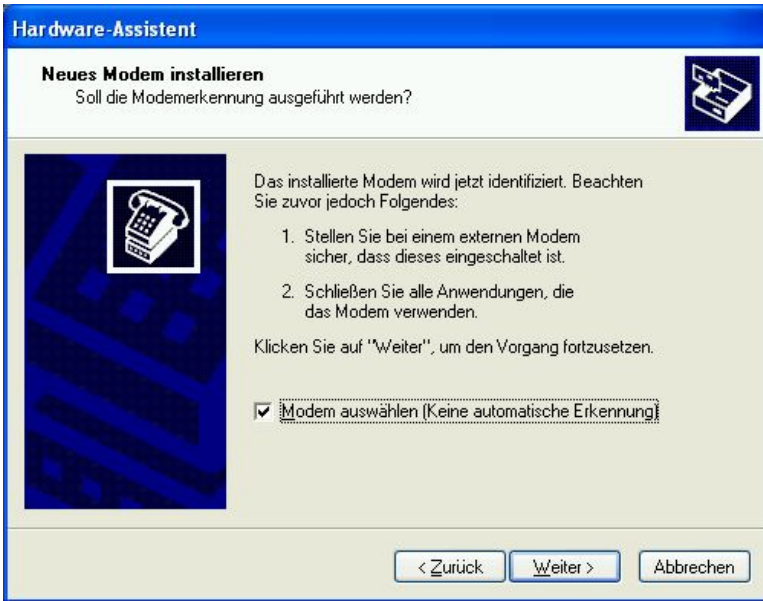 Hardware-Assistent
Neues Modem installieren
Soll die Modemerkennung ausgeführt werden?
Das installierte Modem wird jetzt identifiziert. Beachten
Sie zuvor jedoch Folgendes:
1. Stellen Sie bei einem externen Modem
sicher, dass dieses eingeschaltet ist.
2. Schließen Sie alle Anwendungen, die
das Modem verwenden.
Klicken Sie auf "Weiter", um den Vorgang fortzusetzen.
Modem auswählen (Keine automatische Erkennung)
< Zurück Weiter > Abbrechen